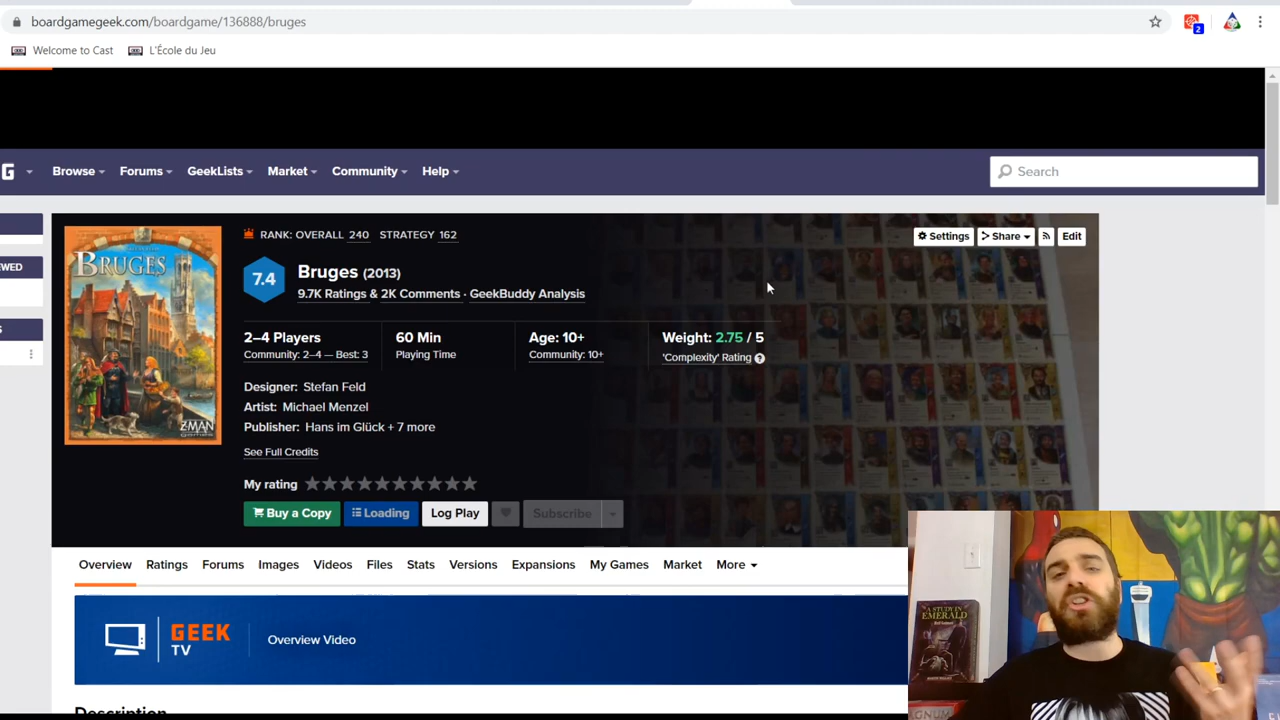 boardgamegeek.com/boardgame/136888/bruges
2
Welcome to Cast L'École du Jeu
G Browse Forums GeekLists Market Community Help Search
EWED
S
BRUGES
Z-MAN
RANK: OVERALL 240 STRATEGY 162
Settings Share Edit
7.4
Bruges (2013)
9.7K Ratings & 2K Comments · GeekBuddy Analysis
2–4 Players 60 Min Age: 10+ Weight: 2.75 / 5
Community: 2–4 — Best: 3 Playing Time Community: 10+ 'Complexity' Rating ?
Designer: Stefan Feld
Artist: Michael Menzel
Publisher: Hans im Glück + 7 more
See Full Credits
My rating
Buy a Copy Loading Log Play Subscribe
Overview Ratings Forums Images Videos Files Stats Versions Expansions My Games Market More
GEEK
TV
Overview Video
Description
A STUDY IN
EMERALD
MAGNUM